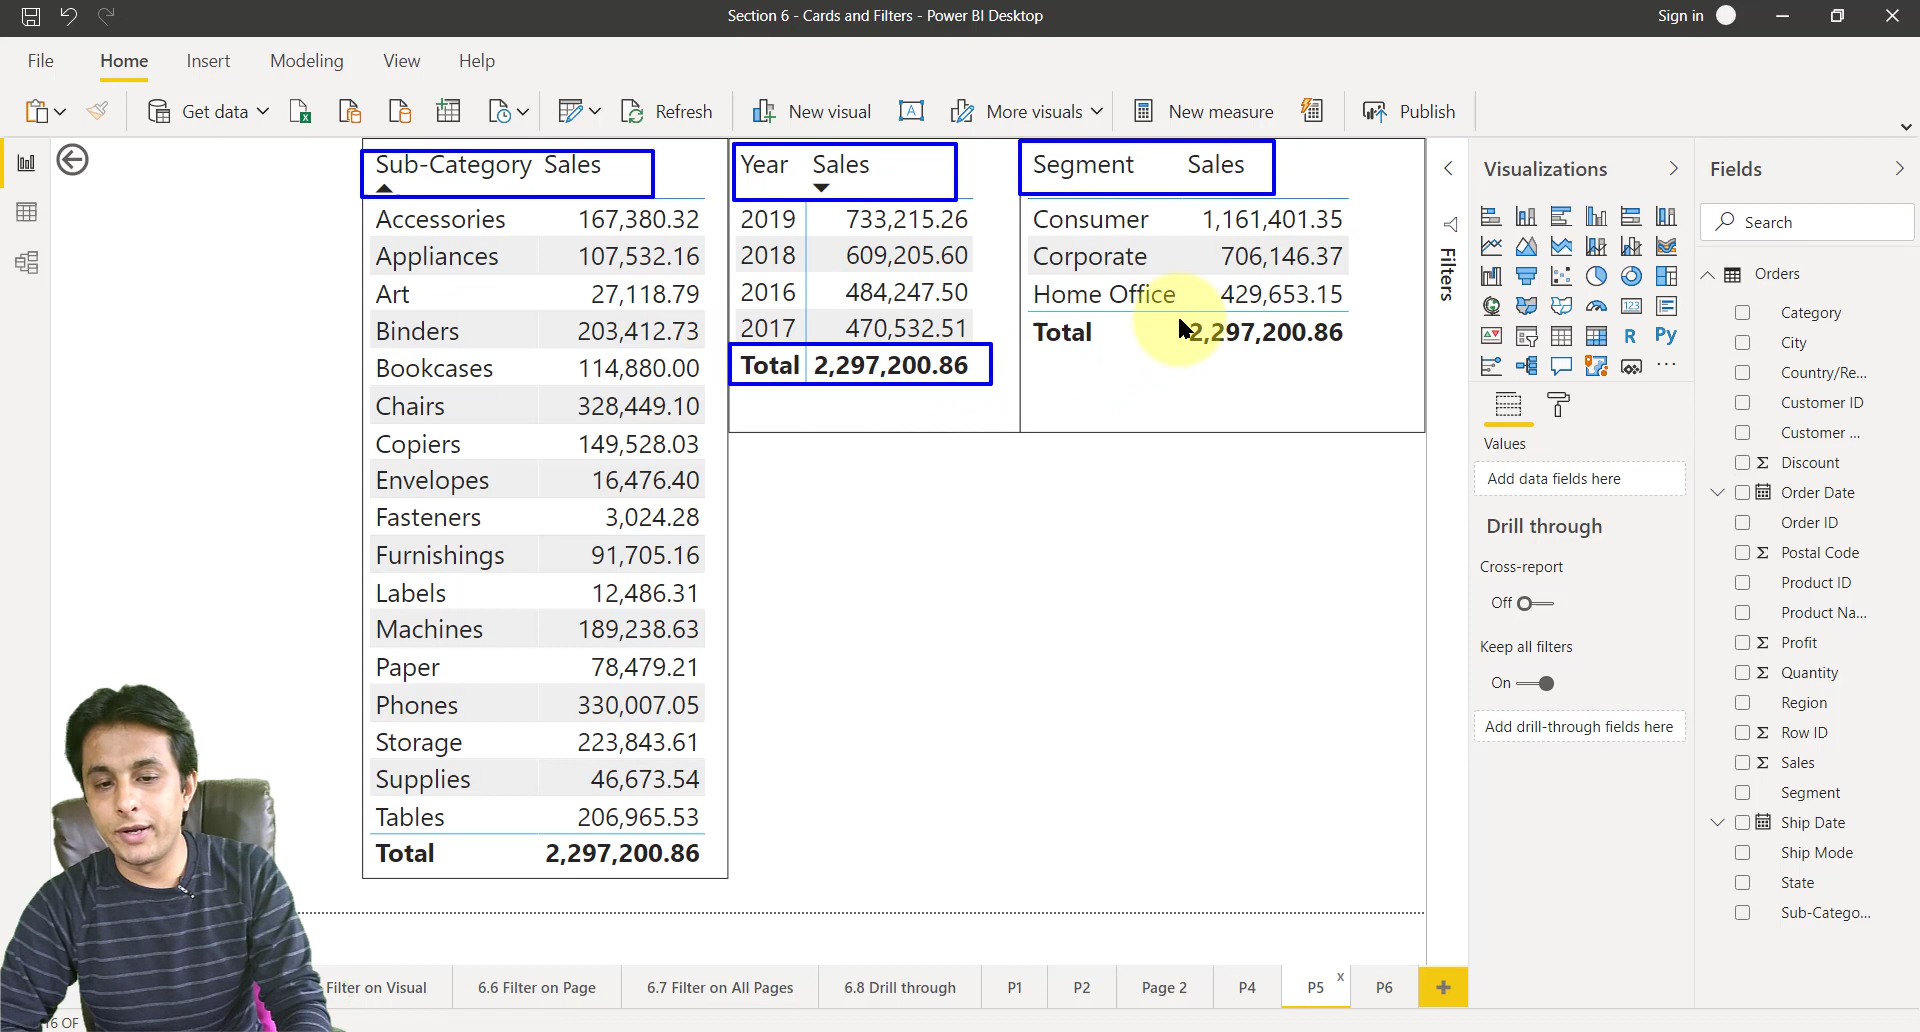 Section 6 - Cards and Filters - Power BI Desktop
Sign in
File
Home
Insert
Modeling
View
Help
Get data
Refresh
New visual
More visuals
New measure
Publish
Sub-Category Sales
Accessories 167,380.32
Appliances 107,532.16
Art 27,118.79
Binders 203,412.73
Bookcases 114,880.00
Chairs 328,449.10
Copiers 149,528.03
Envelopes 16,476.40
Fasteners 3,024.28
Furnishings 91,705.16
Labels 12,486.31
Machines 189,238.63
Paper 78,479.21
Phones 330,007.05
Storage 223,843.61
Supplies 46,673.54
Tables 206,965.53
Total 2,297,200.86
Year Sales
2019 733,215.26
2018 609,205.60
2016 484,247.50
2017 470,532.51
Total 2,297,200.86
Segment Sales
Consumer 1,161,401.35
Corporate 706,146.37
Home Office 429,653.15
Total 2,297,200.86
Filters
Visualizations
123
R
Py
Values
Add data fields here
Drill through
Cross-report
Off
Keep all filters
On
Add drill-through fields here
Fields
Search
Orders
Category
City
Country/Re...
Customer ID
Customer ...
Σ Discount
Order Date
Order ID
Σ Postal Code
Product ID
Product Na...
Σ Profit
Σ Quantity
Region
Σ Row ID
Σ Sales
Segment
Ship Date
Ship Mode
State
Sub-Catego...
Filter on Visual
6.6 Filter on Page
6.7 Filter on All Pages
6.8 Drill through
P1
P2
Page 2
P4
P5
x
P6
+
16 OF